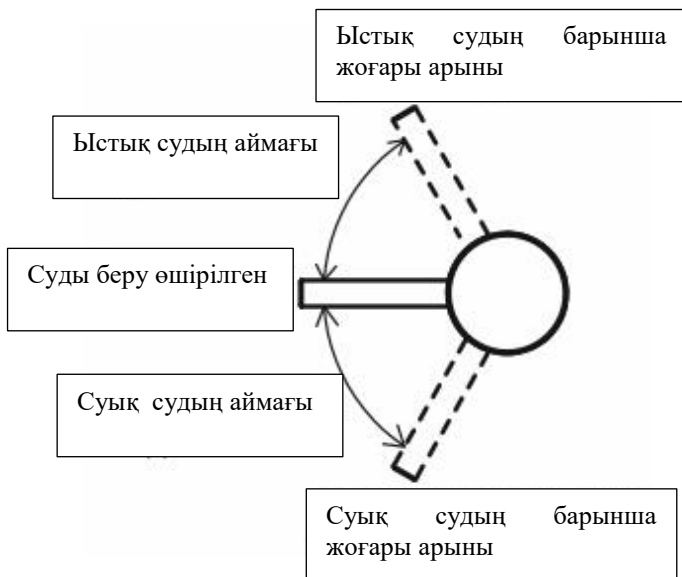 Ыстық судың барынша
жоғары арыны
Ыстық судың аймағы
Суды беру өшірілген
Суық судың аймағы
Суық судың барынша
жоғары арыны